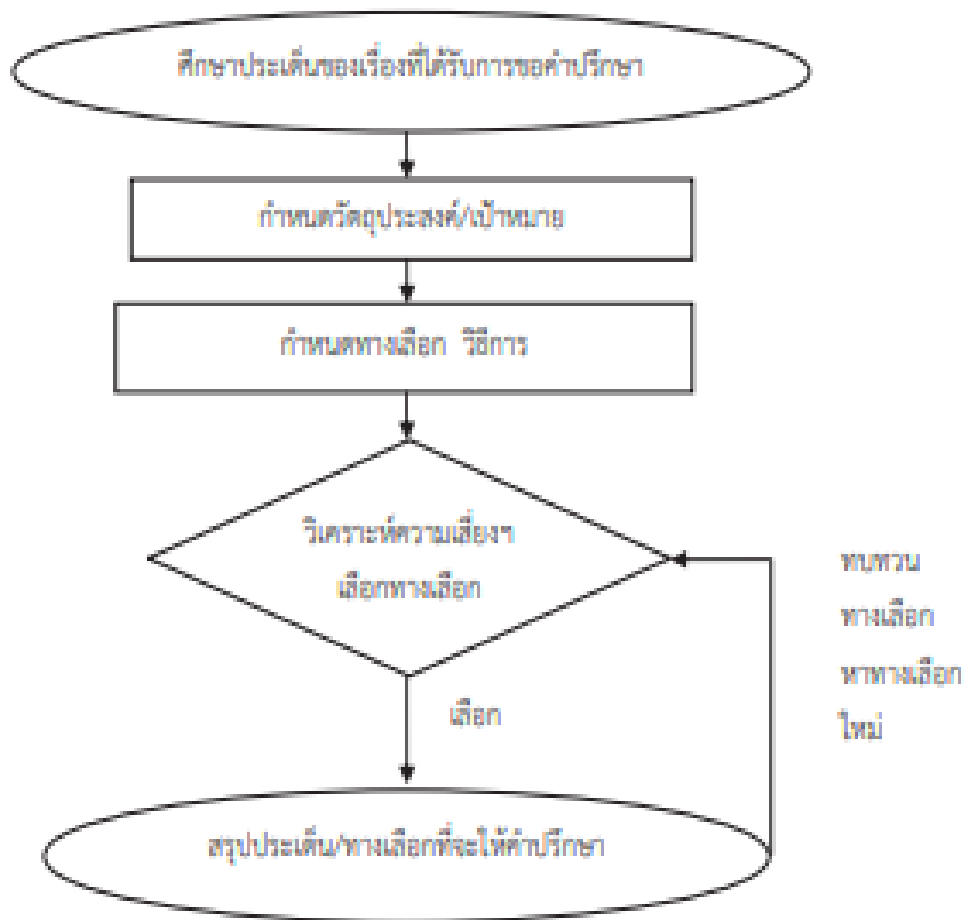 ศึกษาประเด็นของเรื่องที่ได้รับการขอคำปรึกษา
กำหนดวัตถุประสงค์/เป้าหมาย
กำหนดทางเลือก วิธีการ
วิเคราะห์ความเสี่ยงฯ
เลือกทางเลือก
ทบทวน
ทางเลือก
หาทางเลือก
ใหม่
เลือก
สรุปประเด็น/ทางเลือกที่จะให้คำปรึกษา